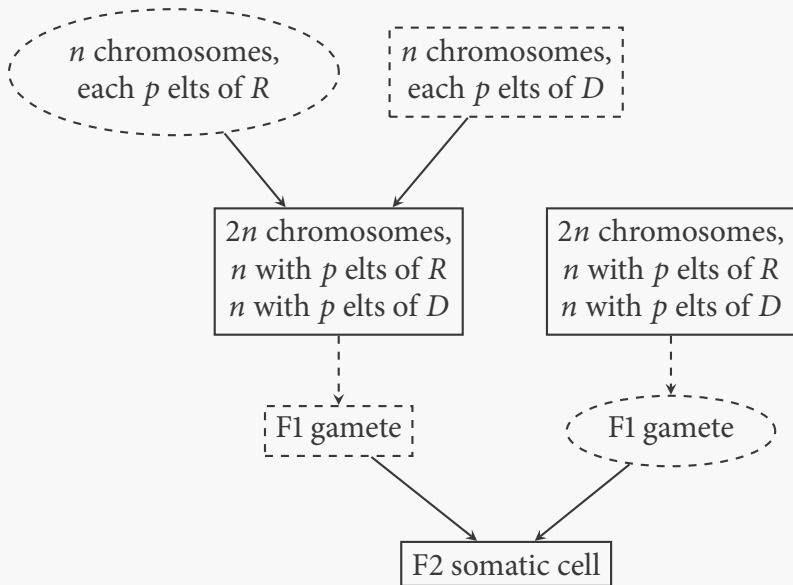 n chromosomes,
each p elts of R
n chromosomes,
each p elts of D
2n chromosomes,
n with p elts of R
n with p elts of D
2n chromosomes,
n with p elts of R
n with p elts of D
F1 gamete
F1 gamete
F2 somatic cell